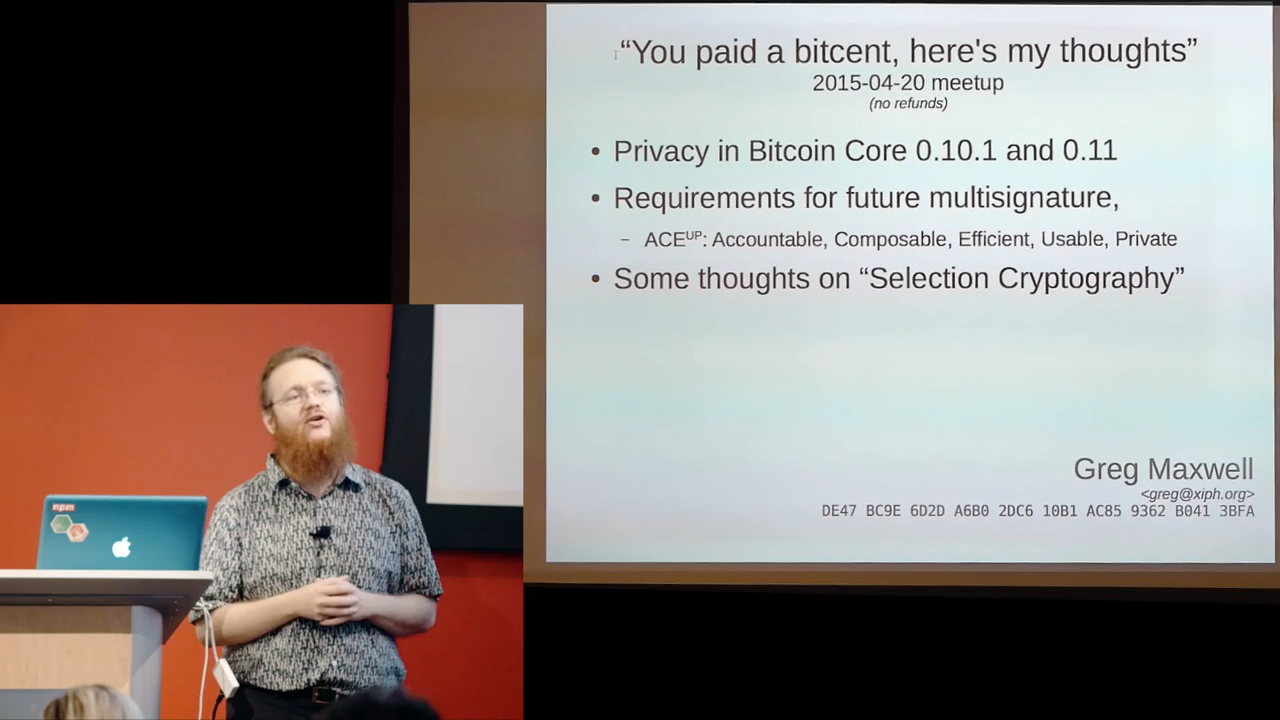 “You paid a bitcent, here's my thoughts”
2015-04-20 meetup
(no refunds)
• Privacy in Bitcoin Core 0.10.1 and 0.11
• Requirements for future multisignature,
– ACEUP: Accountable, Composable, Efficient, Usable, Private
• Some thoughts on “Selection Cryptography”
Greg Maxwell
<greg@xiph.org>
DE47 BC9E 6D2D A6B0 2DC6 10B1 AC85 9362 B041 3BFA
npm